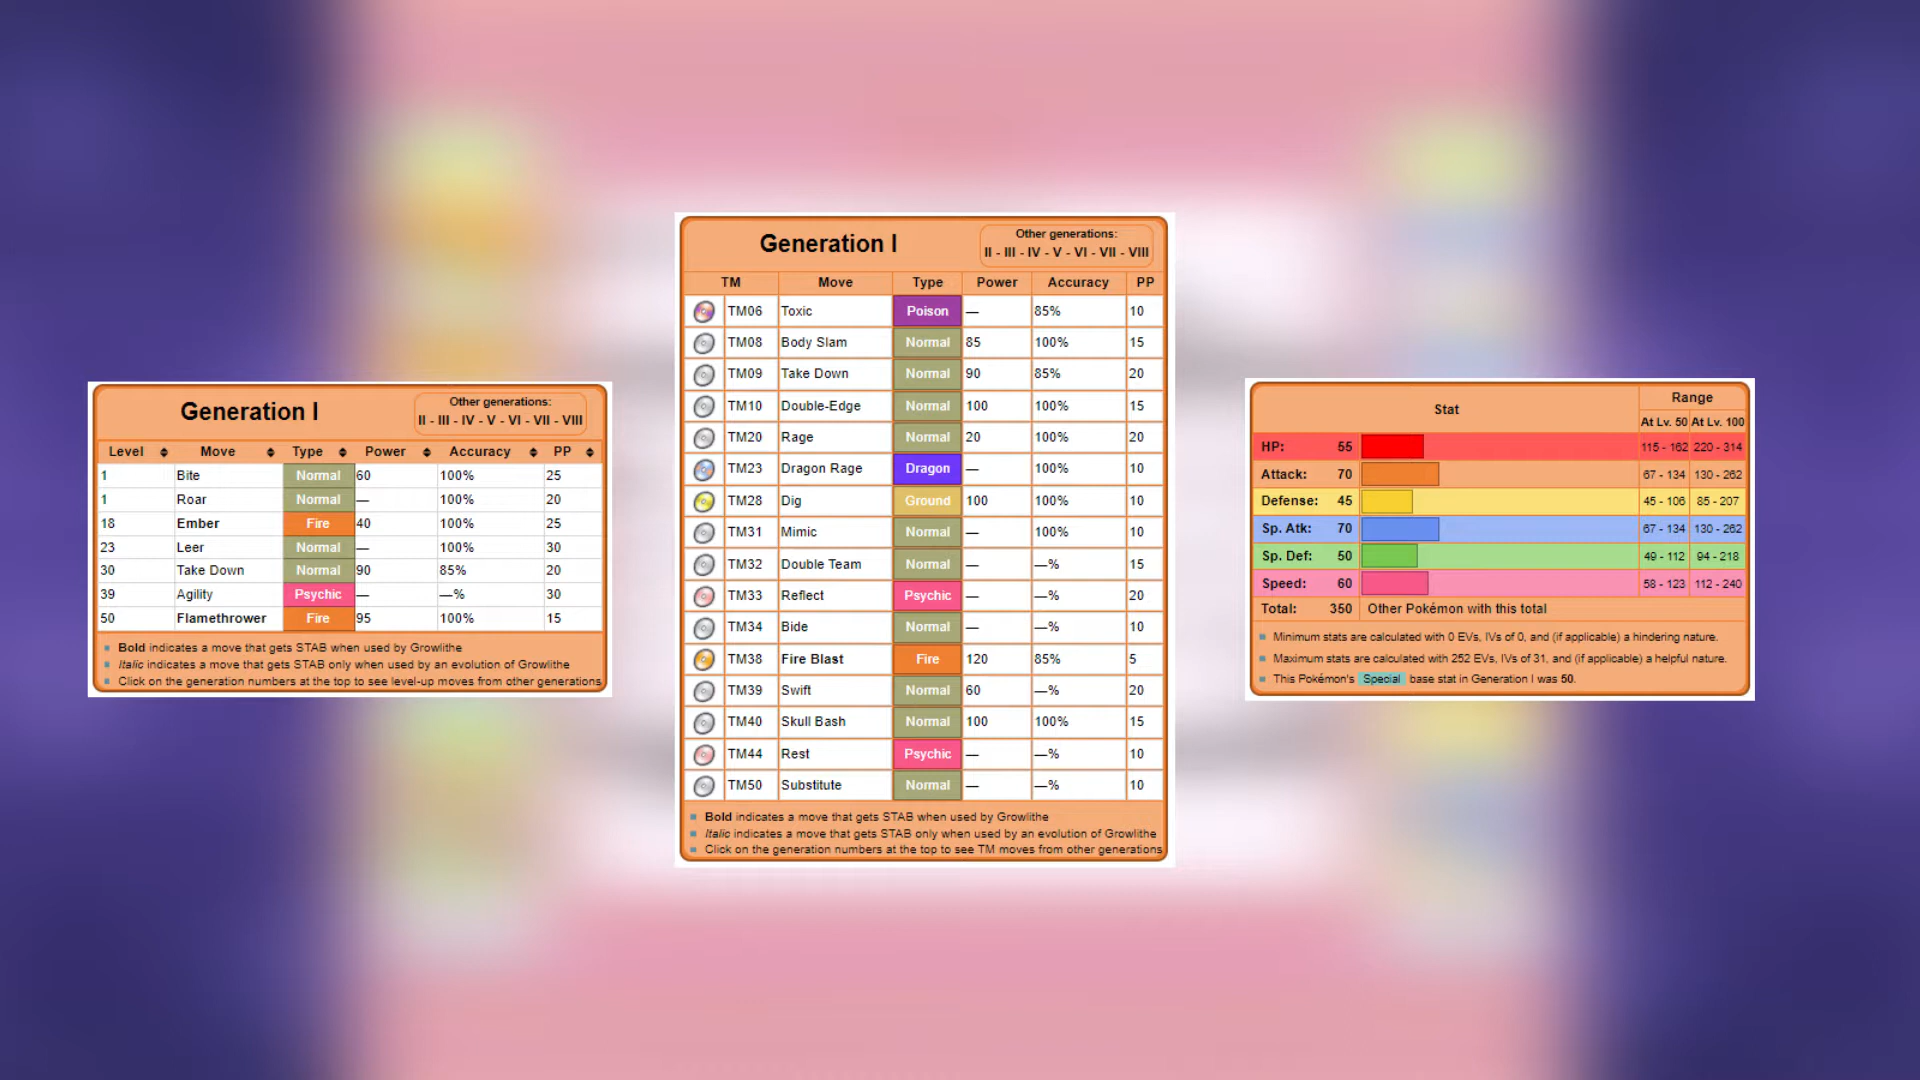 Generation I
Other generations:
II - III - IV - V - VI - VII - VIII
Level Move Type Power Accuracy PP
1 Bite Normal 60 100% 25
1 Roar Normal — 100% 20
18 Ember Fire 40 100% 25
23 Leer Normal — 100% 30
30 Take Down Normal 90 85% 20
39 Agility Psychic — —% 30
50 Flamethrower Fire 95 100% 15
Bold indicates a move that gets STAB when used by Growlithe
Italic indicates a move that gets STAB only when used by an evolution of Growlithe
Click on the generation numbers at the top to see level-up moves from other generations
Generation I
Other generations:
II - III - IV - V - VI - VII - VIII
TM Move Type Power Accuracy PP
TM06 Toxic Poison — 85% 10
TM08 Body Slam Normal 85 100% 15
TM09 Take Down Normal 90 85% 20
TM10 Double-Edge Normal 100 100% 15
TM20 Rage Normal 20 100% 20
TM23 Dragon Rage Dragon — 100% 10
TM28 Dig Ground 100 100% 10
TM31 Mimic Normal — 100% 10
TM32 Double Team Normal — —% 15
TM33 Reflect Psychic — —% 20
TM34 Bide Normal — —% 10
TM38 Fire Blast Fire 120 85% 5
TM39 Swift Normal 60 —% 20
TM40 Skull Bash Normal 100 100% 15
TM44 Rest Psychic — —% 10
TM50 Substitute Normal — —% 10
Bold indicates a move that gets STAB when used by Growlithe
Italic indicates a move that gets STAB only when used by an evolution of Growlithe
Click on the generation numbers at the top to see TM moves from other generations
Stat Range
At Lv. 50 At Lv. 100
HP: 55 115 - 162 220 - 314
Attack: 70 67 - 134 130 - 262
Defense: 45 45 - 106 85 - 207
Sp. Atk: 70 67 - 134 130 - 262
Sp. Def: 50 49 - 112 94 - 218
Speed: 60 58 - 123 112 - 240
Total: 350 Other Pokémon with this total
Minimum stats are calculated with 0 EVs, IVs of 0, and (if applicable) a hindering nature.
Maximum stats are calculated with 252 EVs, IVs of 31, and (if applicable) a helpful nature.
This Pokémon's Special base stat in Generation I was 50.